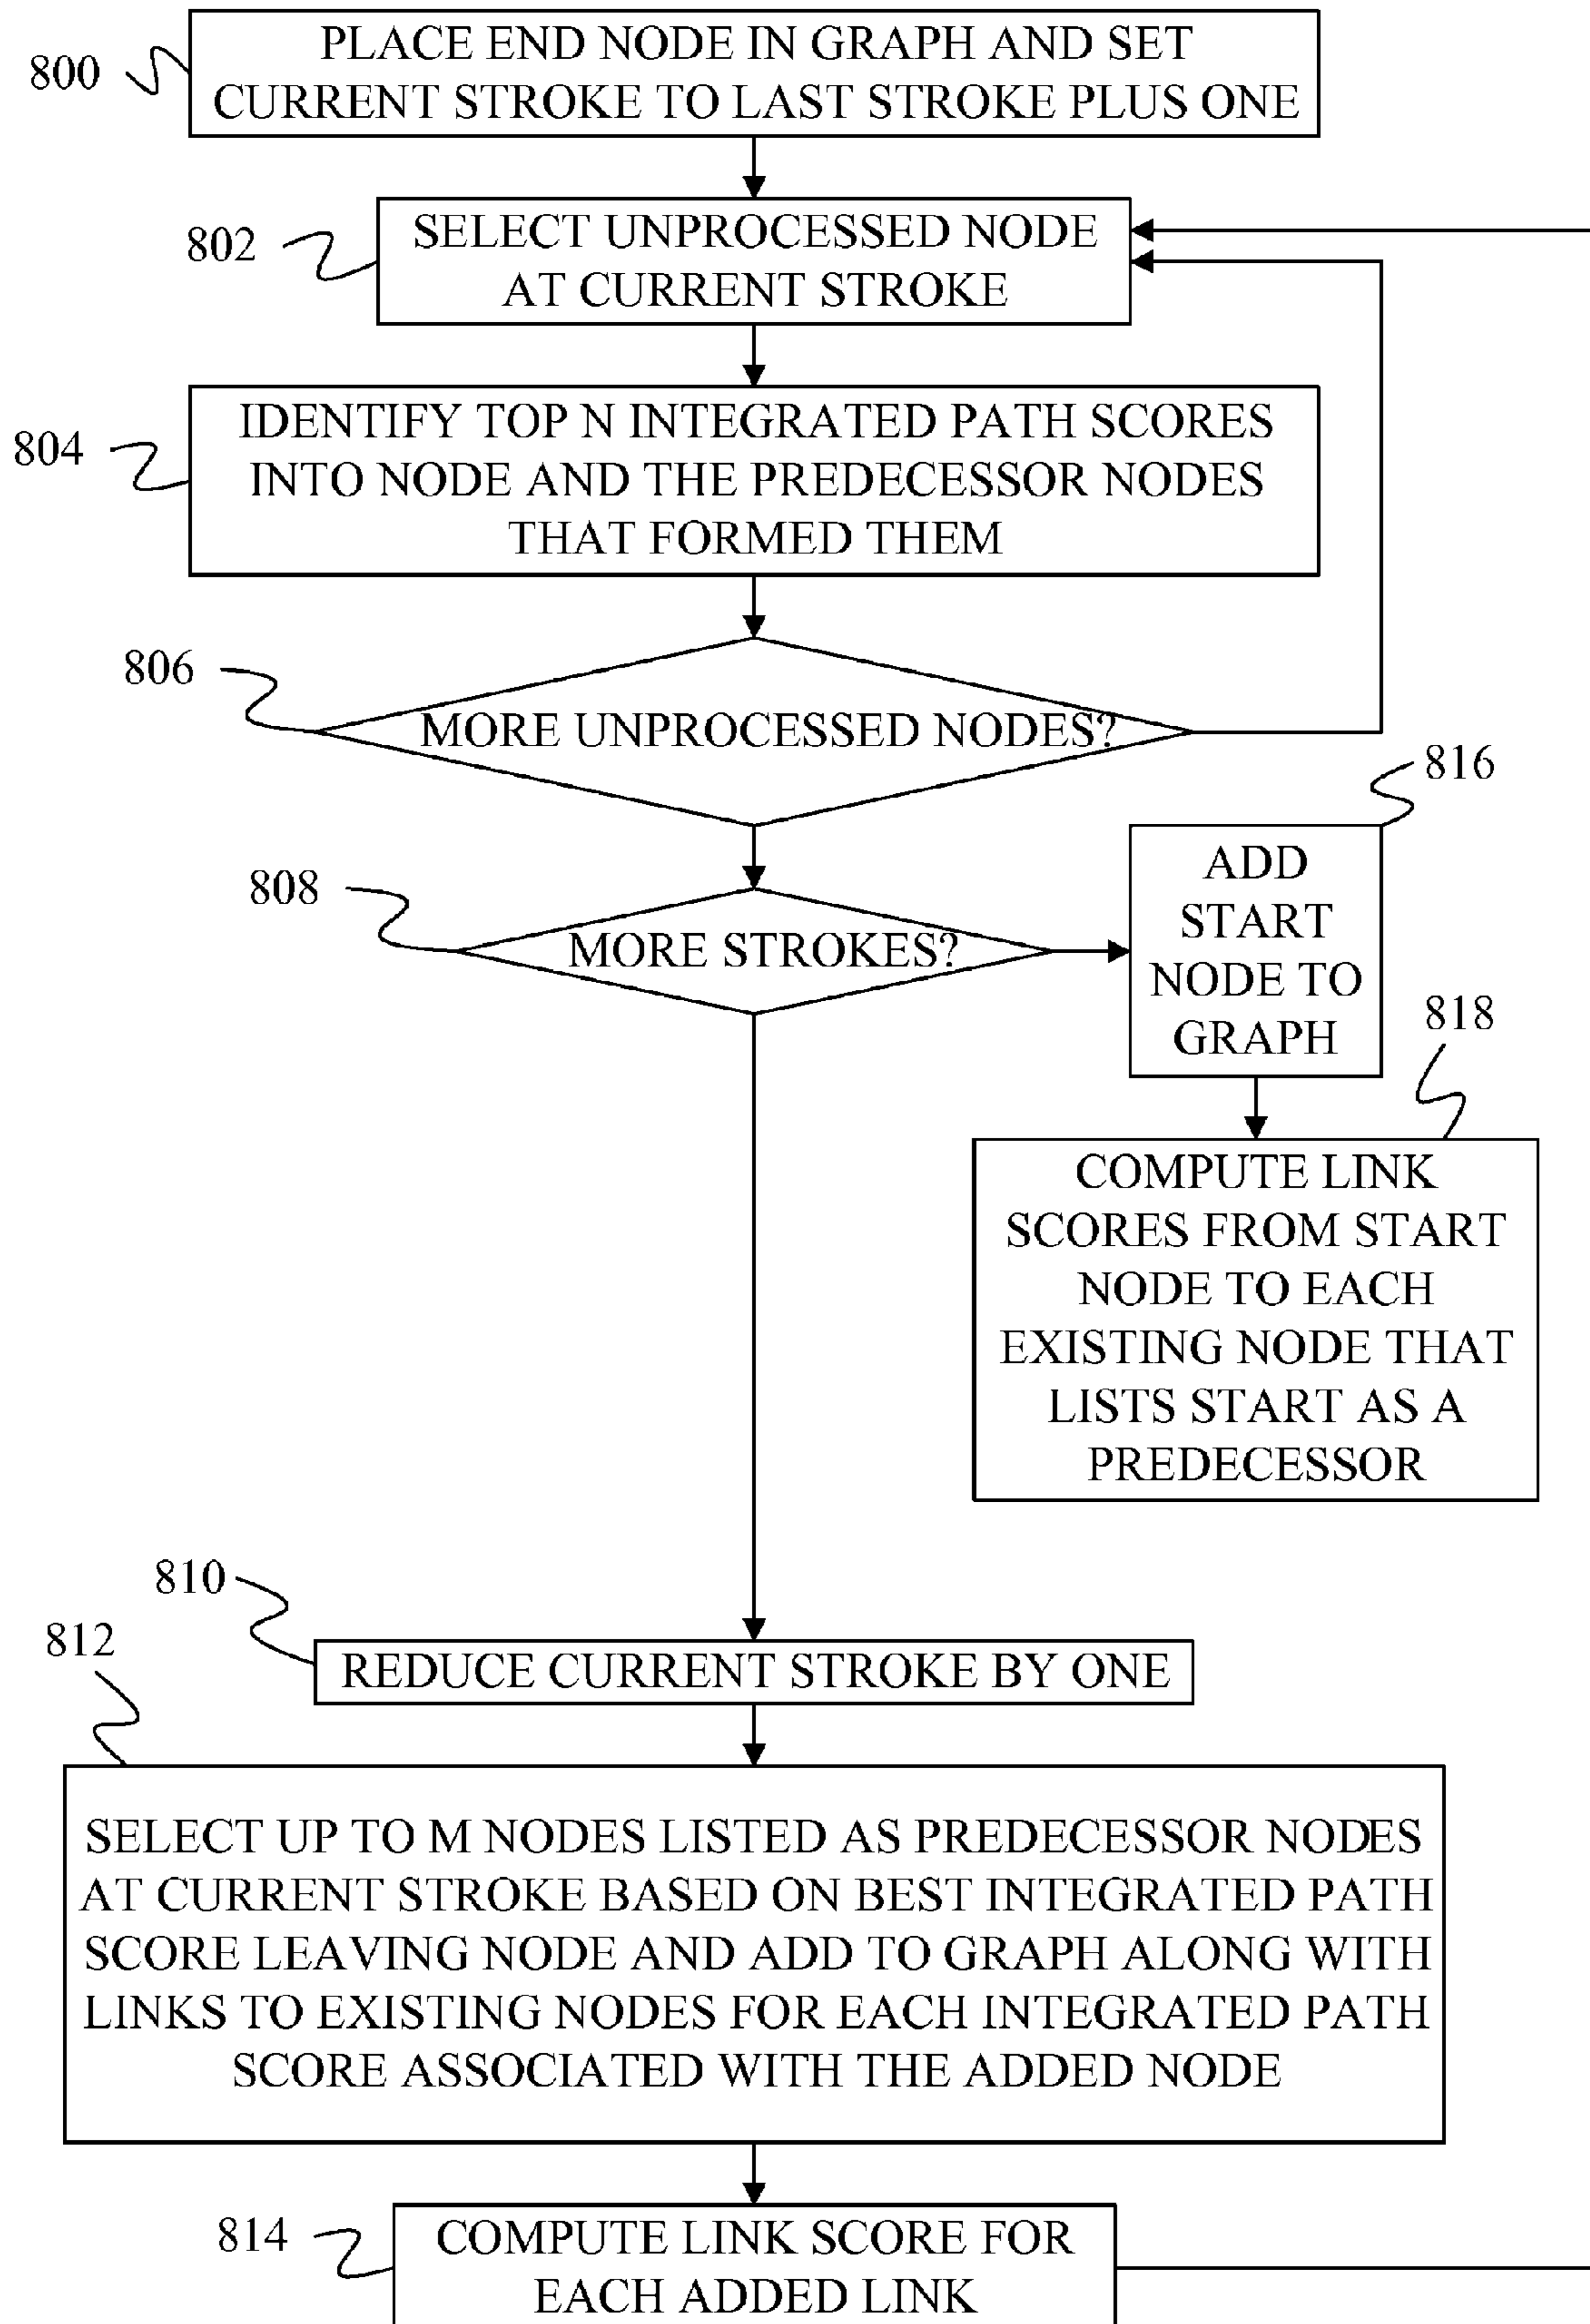 800
PLACE END NODE IN GRAPH AND SET
CURRENT STROKE TO LAST STROKE PLUS ONE
802
SELECT UNPROCESSED NODE
AT CURRENT STROKE
804
IDENTIFY TOP N INTEGRATED PATH SCORES
INTO NODE AND THE PREDECESSOR NODES
THAT FORMED THEM
806
MORE UNPROCESSED NODES?
808
MORE STROKES?
816
ADD
START
NODE TO
GRAPH
818
COMPUTE LINK
SCORES FROM START
NODE TO EACH
EXISTING NODE THAT
LISTS START AS A
PREDECESSOR
810
REDUCE CURRENT STROKE BY ONE
812
SELECT UP TO M NODES LISTED AS PREDECESSOR NODES
AT CURRENT STROKE BASED ON BEST INTEGRATED PATH
SCORE LEAVING NODE AND ADD TO GRAPH ALONG WITH
LINKS TO EXISTING NODES FOR EACH INTEGRATED PATH
SCORE ASSOCIATED WITH THE ADDED NODE
814
COMPUTE LINK SCORE FOR
EACH ADDED LINK